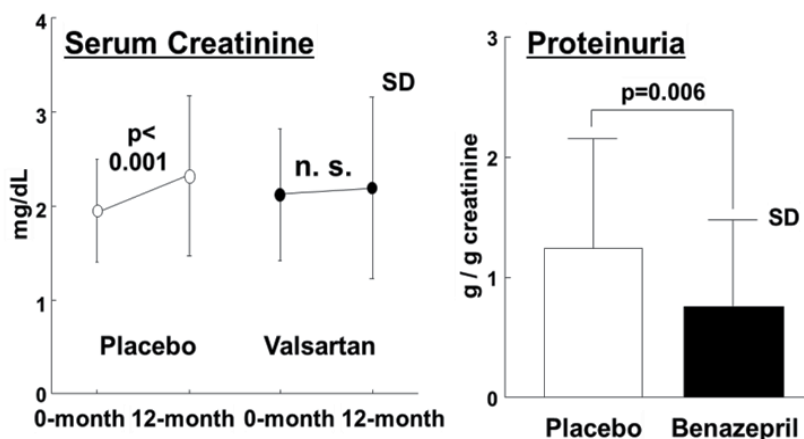 4
Serum Creatinine
SD
3
p<
0.001
n. s.
mg/dL
2
1
Placebo Valsartan
0
0-month 12-month 0-month 12-month
3
Proteinuria
p=0.006
2
SD
g / g creatinine
1
0
Placebo Benazepril